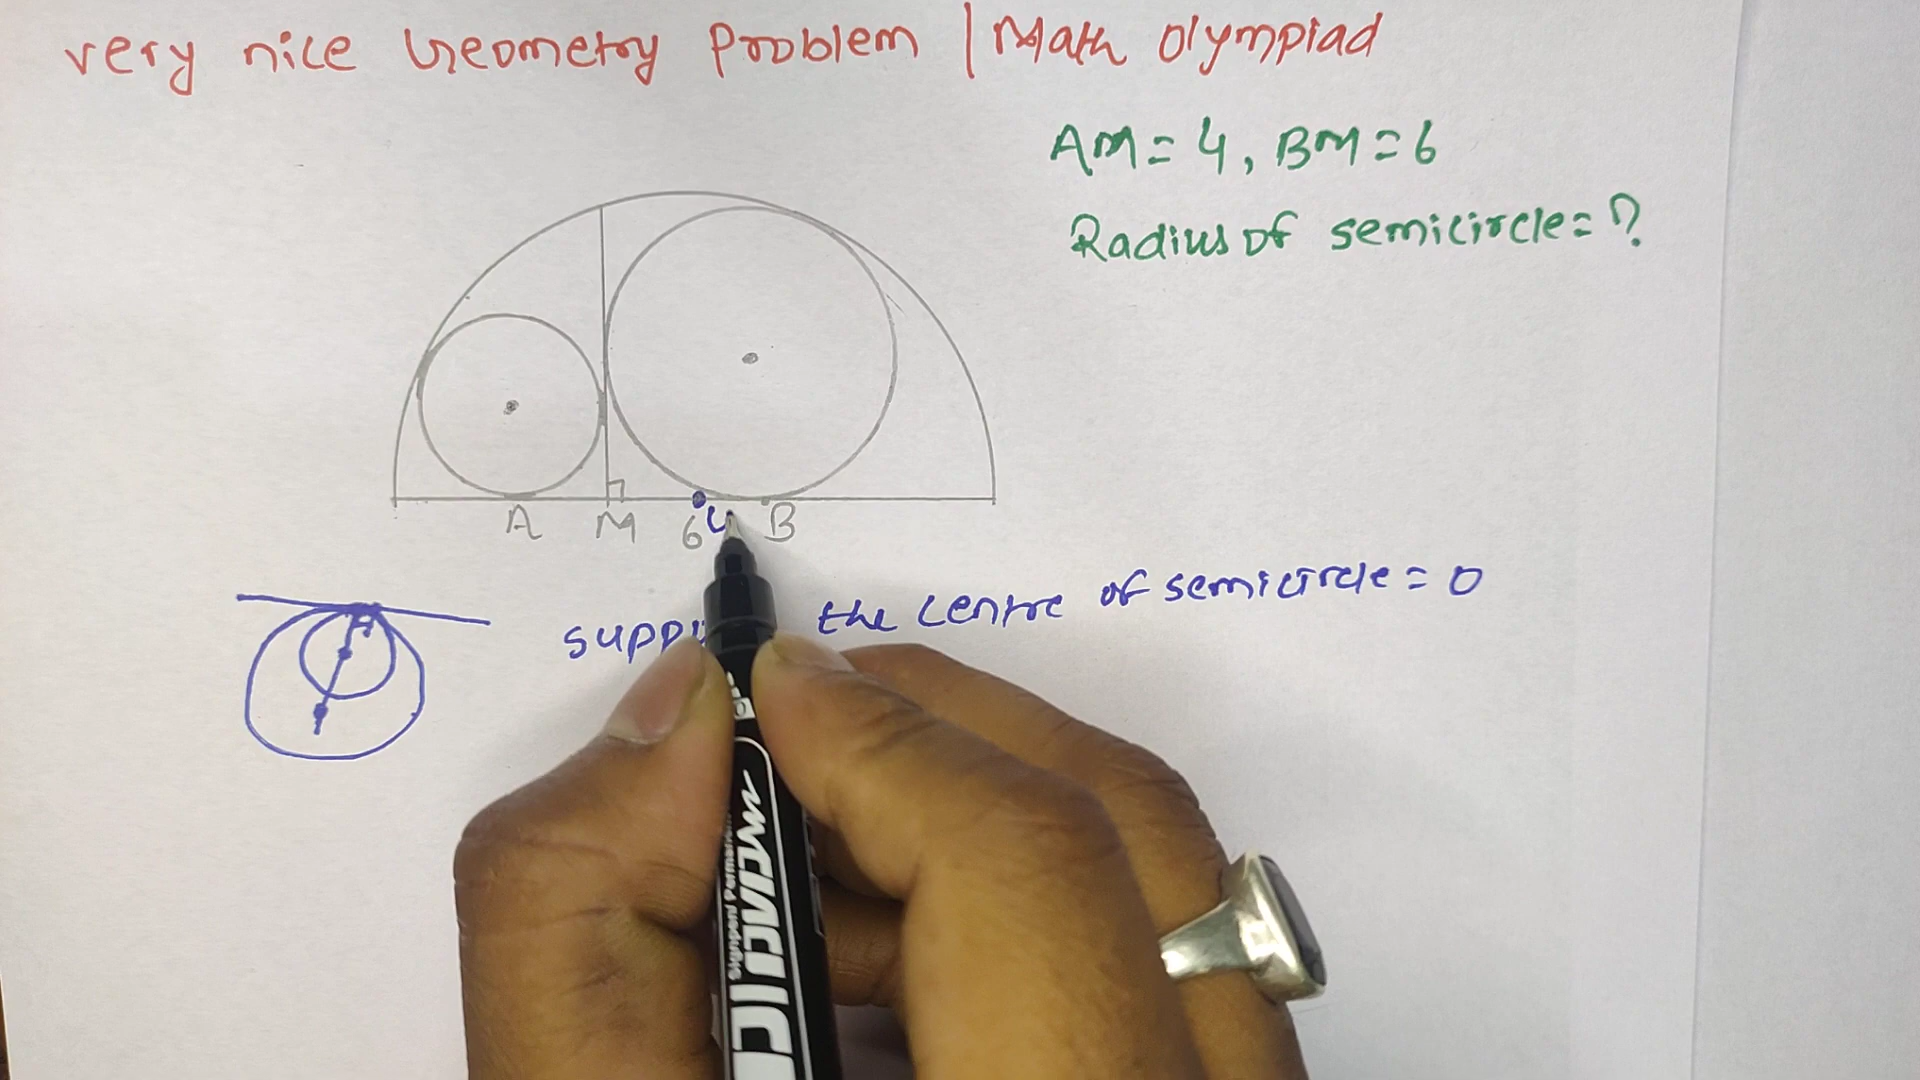 very nice Geometry Problem | Math Olympiad
AM = 4, BM = 6
Radius of semicircle = ?
A M 6 B
the centre of semicircle = O